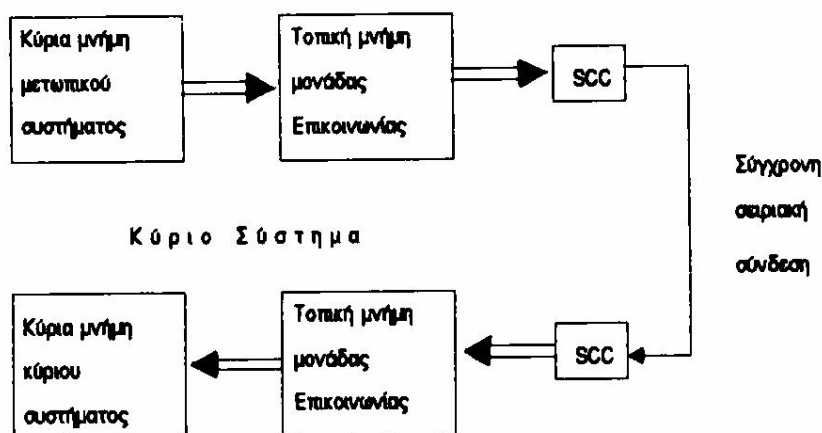 Κύρια μνήμη
μετωπικού
συστήματος
Τοπική μνήμη
μονάδας
Επικοινωνίας
SCC
Σύγχρονη
σειριακή
σύνδεση
Κύριο Σύστημα
Κύρια μνήμη
κύριου
συστήματος
Τοπική μνήμη
μονάδας
Επικοινωνίας
SCC